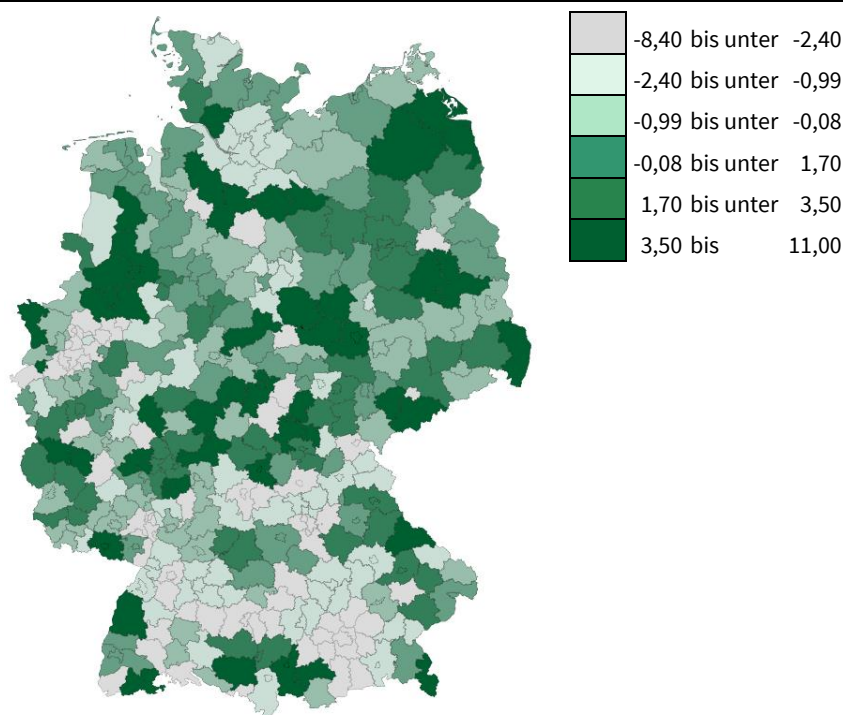 -8,40 bis unter -2,40
-2,40 bis unter -0,99
-0,99 bis unter -0,08
-0,08 bis unter 1,70
1,70 bis unter 3,50
3,50 bis 11,00